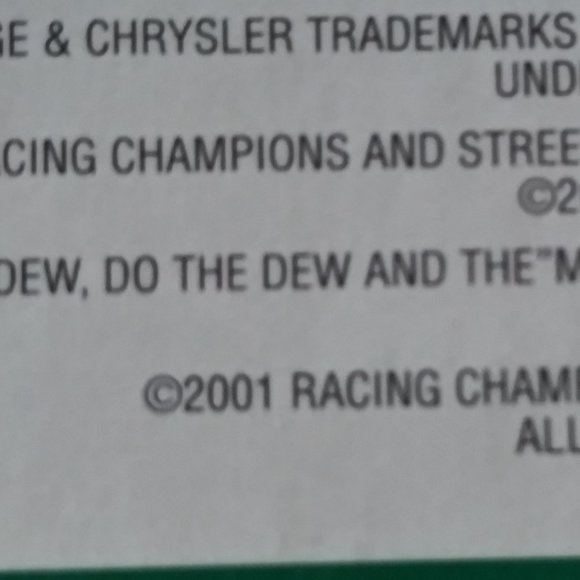 GE & CHRYSLER TRADEMARKS
UND
CING CHAMPIONS AND STREE
©2
DEW, DO THE DEW AND THE"M
©2001 RACING CHAM
ALL